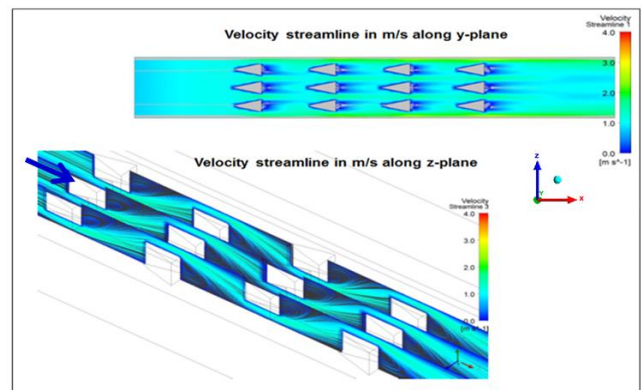 Velocity streamline in m/s along y-plane
Velocity
Streamline 1
4.0
3.0
2.0
1.0
0.0
[m s^-1]
Velocity streamline in m/s along z-plane
Velocity
Streamline 3
4.0
3.0
2.0
1.0
0.0
[m s^-1]
Z
Y
X